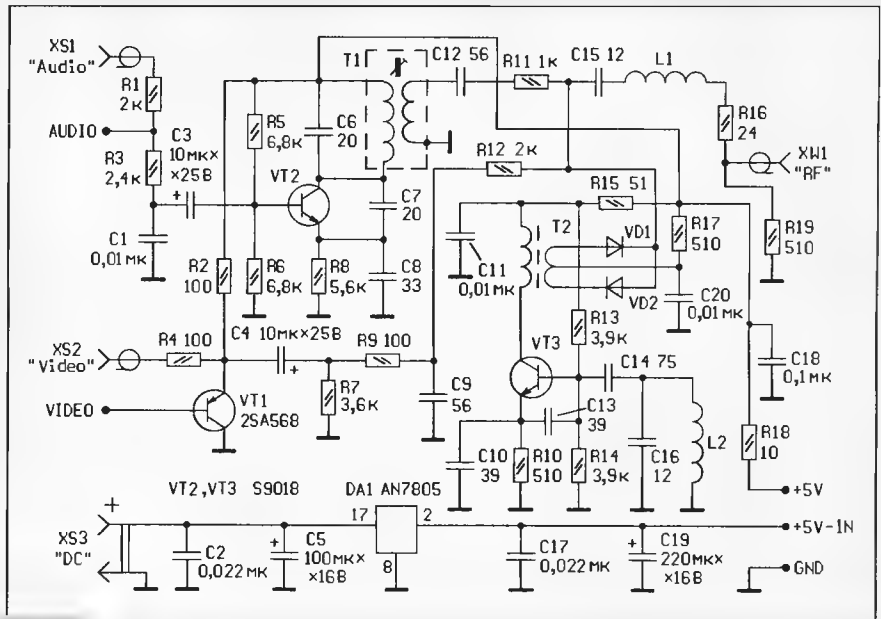 XS1
"Audio"
R1
2к
AUDIO
R3
2,4к
C3
10мк×
×25В
C1
0,01мк
R2
100
R5
6,8к
VT2
R6
6,8к
R8
5,6к
C6
20
T1
C7
20
C8
33
C12 56
R11 1к
C15 12
L1
R16
24
XW1
"RF"
R12 2к
R15 51
R17
510
R19
510
T2
VD1
VD2
C11
0,01мк
C20
0,01мк
R13
3,9к
C18
0,1мк
XS2
"Video"
R4 100
C4 10мк×25В
R9 100
VIDEO
VT1
2SA568
R7
3,6к
C9
56
VT3
C14 75
C13
39
C10
39
R10
510
R14
3,9к
C16
12
L2
R18
10
+5V
VT2,VT3 S9018
DA1 AN7805
XS3
"DC"
+
17
2
8
C2
0,022мк
+
C5
100мк×
×16В
C17
0,022мк
+
C19
220мк×
×16В
+5V-IN
GND